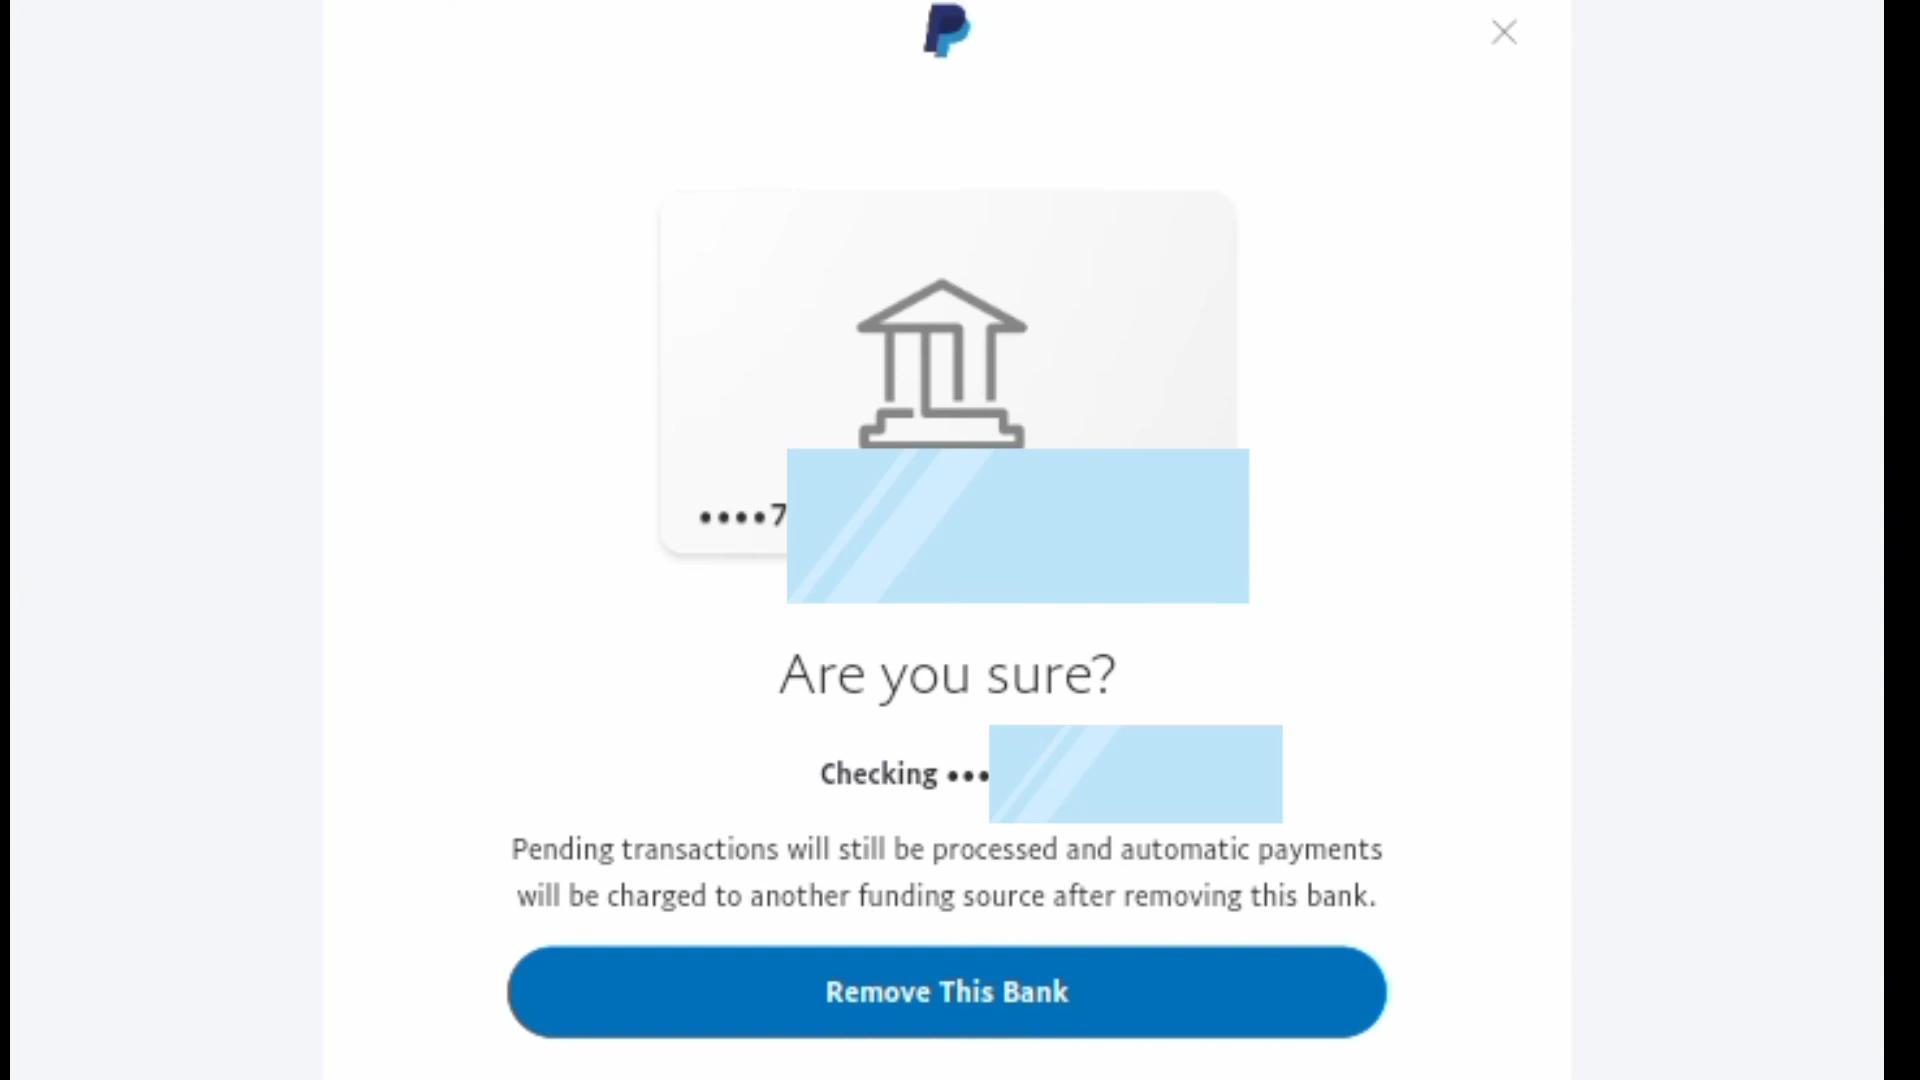 ••••7
Are you sure?
Checking •••
Pending transactions will still be processed and automatic payments
will be charged to another funding source after removing this bank.
Remove This Bank